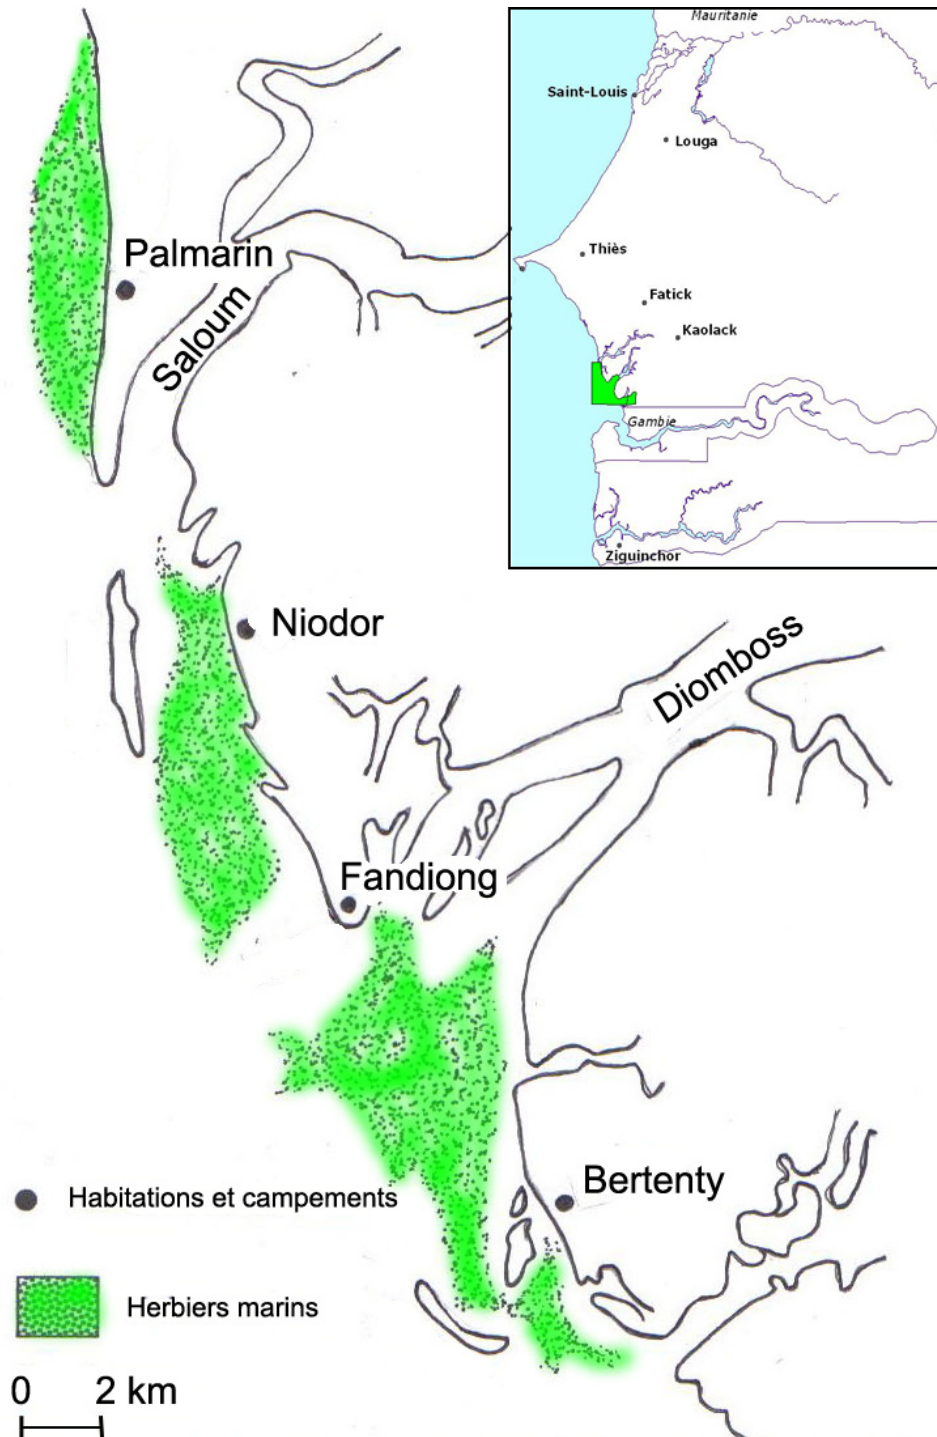 Mauritanie
Saint-Louis
Louga
Thiès
Fatick
Kaolack
Gambie
Ziguinchor
Palmarin
Saloum
Niodor
Diomboss
Fandiong
Bertenty
Habitations et campements
Herbiers marins
0 2 km